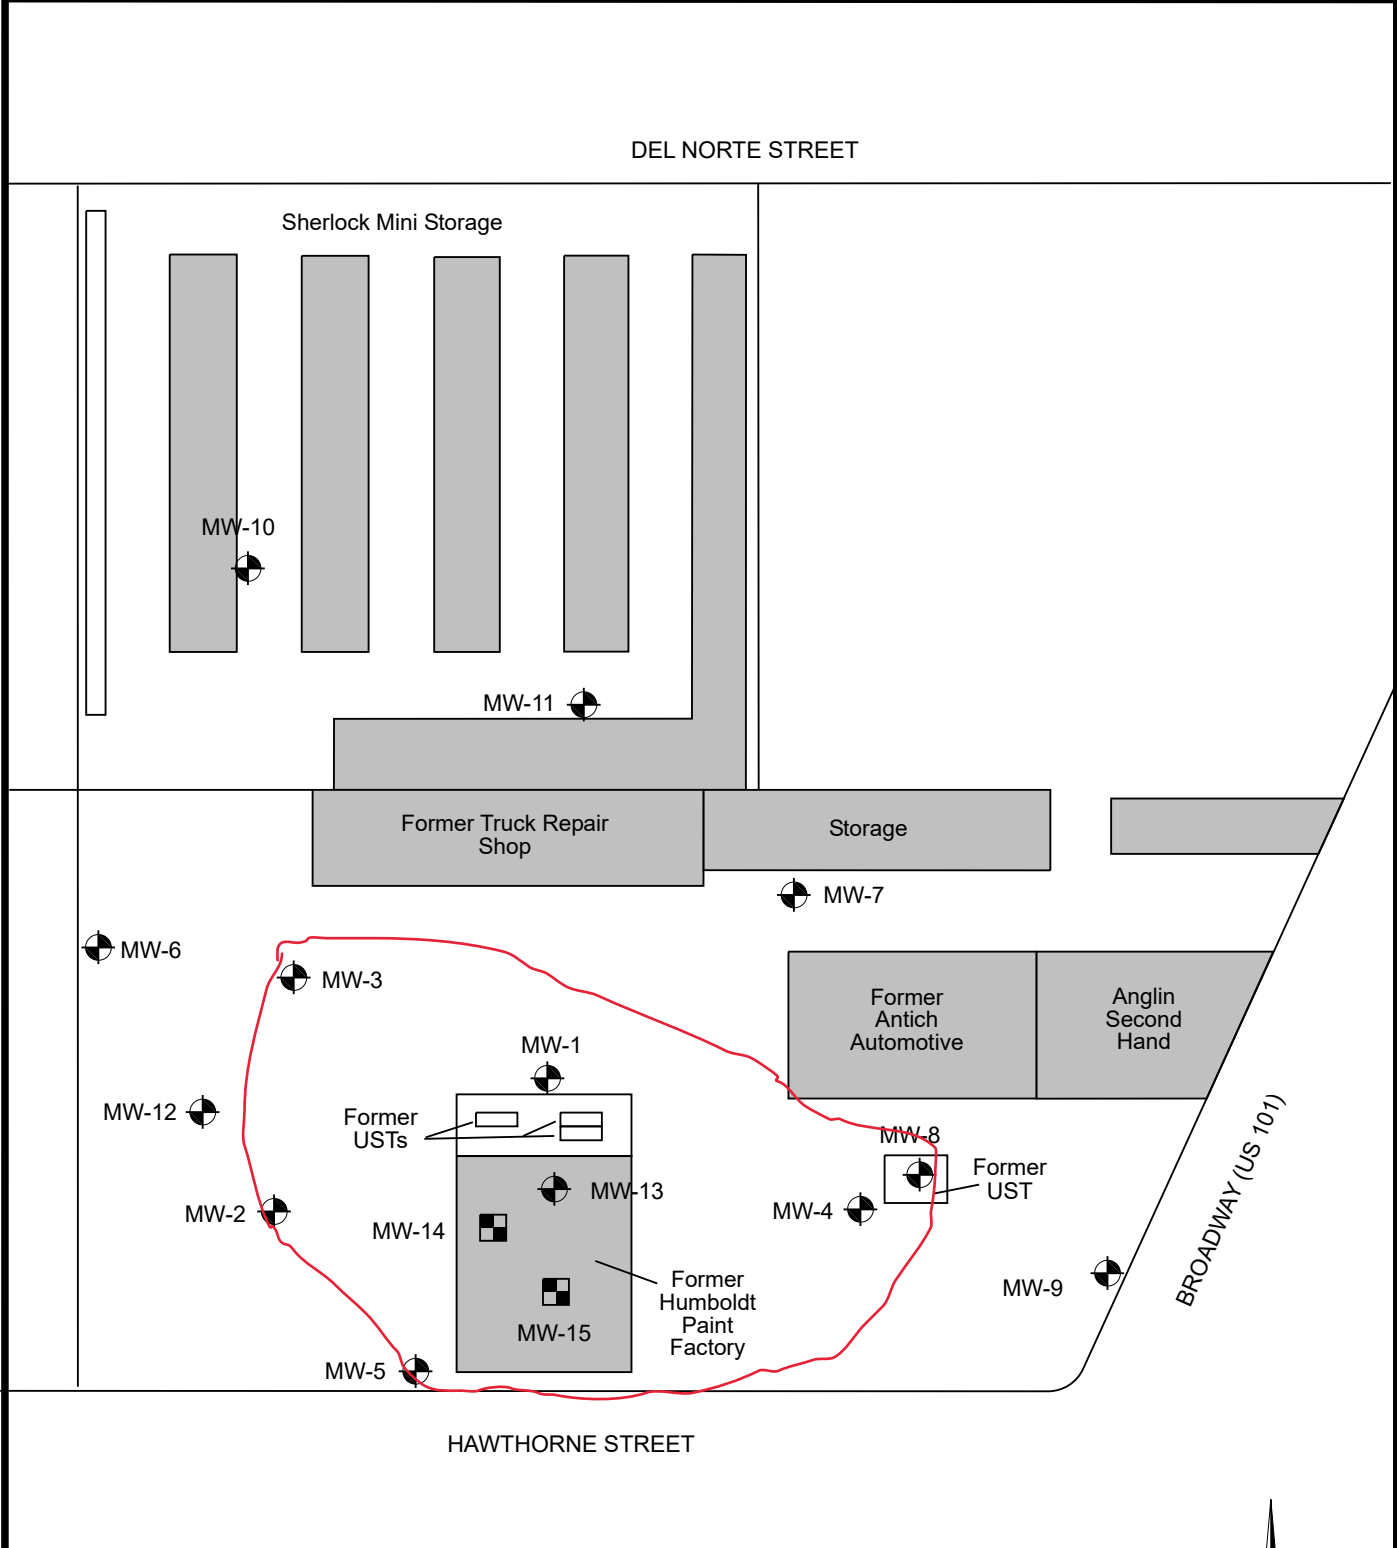 DEL NORTE STREET
Sherlock Mini Storage
MW-10
MW-11
Former Truck Repair
Shop
Storage
MW-7
MW-6
MW-3
Former
Antich
Automotive
Anglin
Second
Hand
MW-1
MW-12
Former
USTs
MW-8
Former
UST
MW-13
MW-2
MW-14
MW-4
BROADWAY (US 101)
Former
Humboldt
Paint
Factory
MW-9
MW-15
MW-5
HAWTHORNE STREET